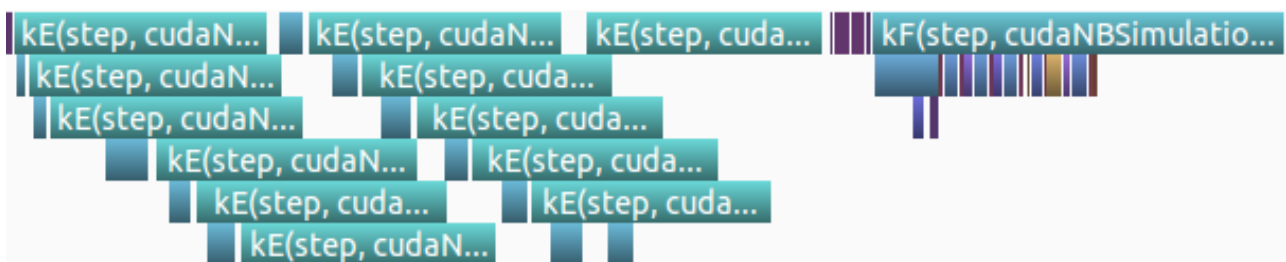 kE(step, cudaN... kE(step, cudaN... kE(step, cuda... kF(step, cudaNBSimulatio...
kE(step, cudaN... kE(step, cuda...
kE(step, cudaN... kE(step, cuda...
kE(step, cudaN... kE(step, cuda...
kE(step, cuda... kE(step, cuda...
kE(step, cudaN...